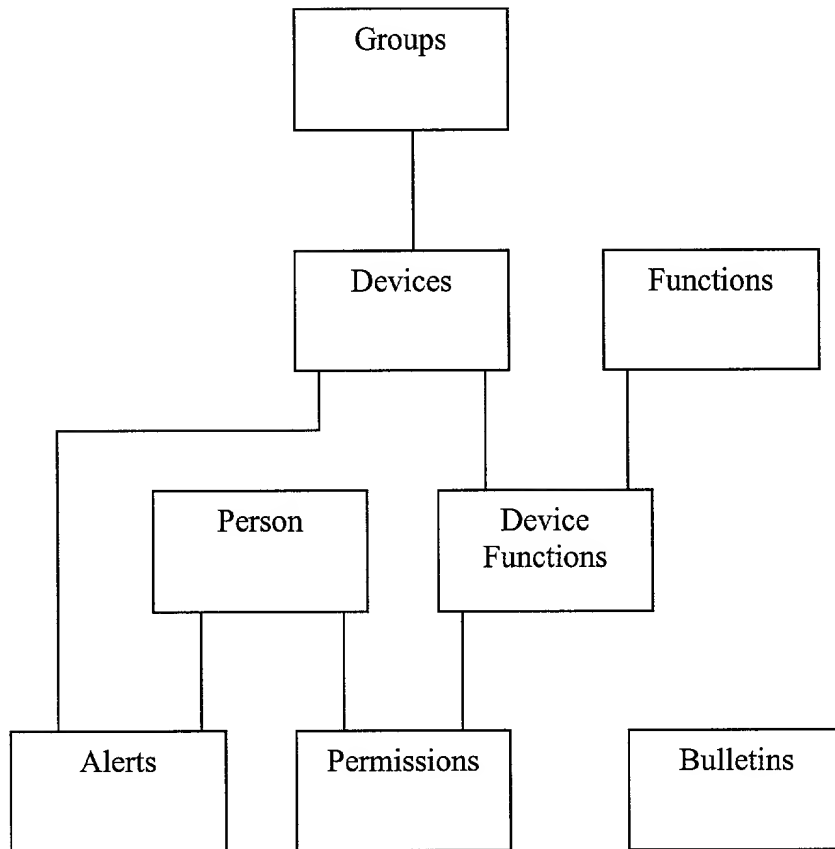 Groups
Devices
Functions
Person
Device
Functions
Alerts
Permissions
Bulletins